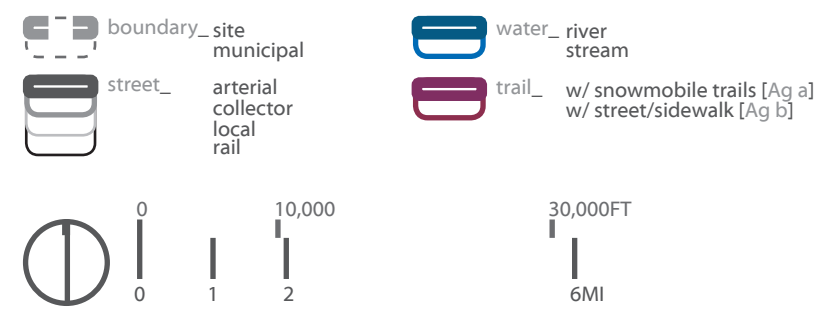 boundary_ site
municipal
street_ arterial
collector
local
rail
water_ river
stream
trail_ w/ snowmobile trails [Ag a]
w/ street/sidewalk [Ag b]
0 10,000 30,000FT
0 1 2 6MI